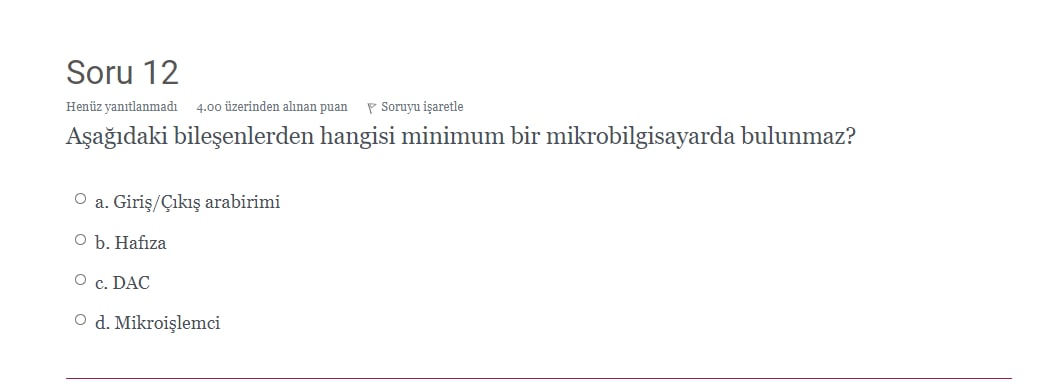 Soru 12
Henüz yanıtlanmadı 4.00 üzerinden alınan puan Soruyu işaretle
Aşağıdaki bileşenlerden hangisi minimum bir mikrobilgisayarda bulunmaz?
a. Giriş/Çıkış arabirimi
b. Hafıza
c. DAC
d. Mikroişlemci